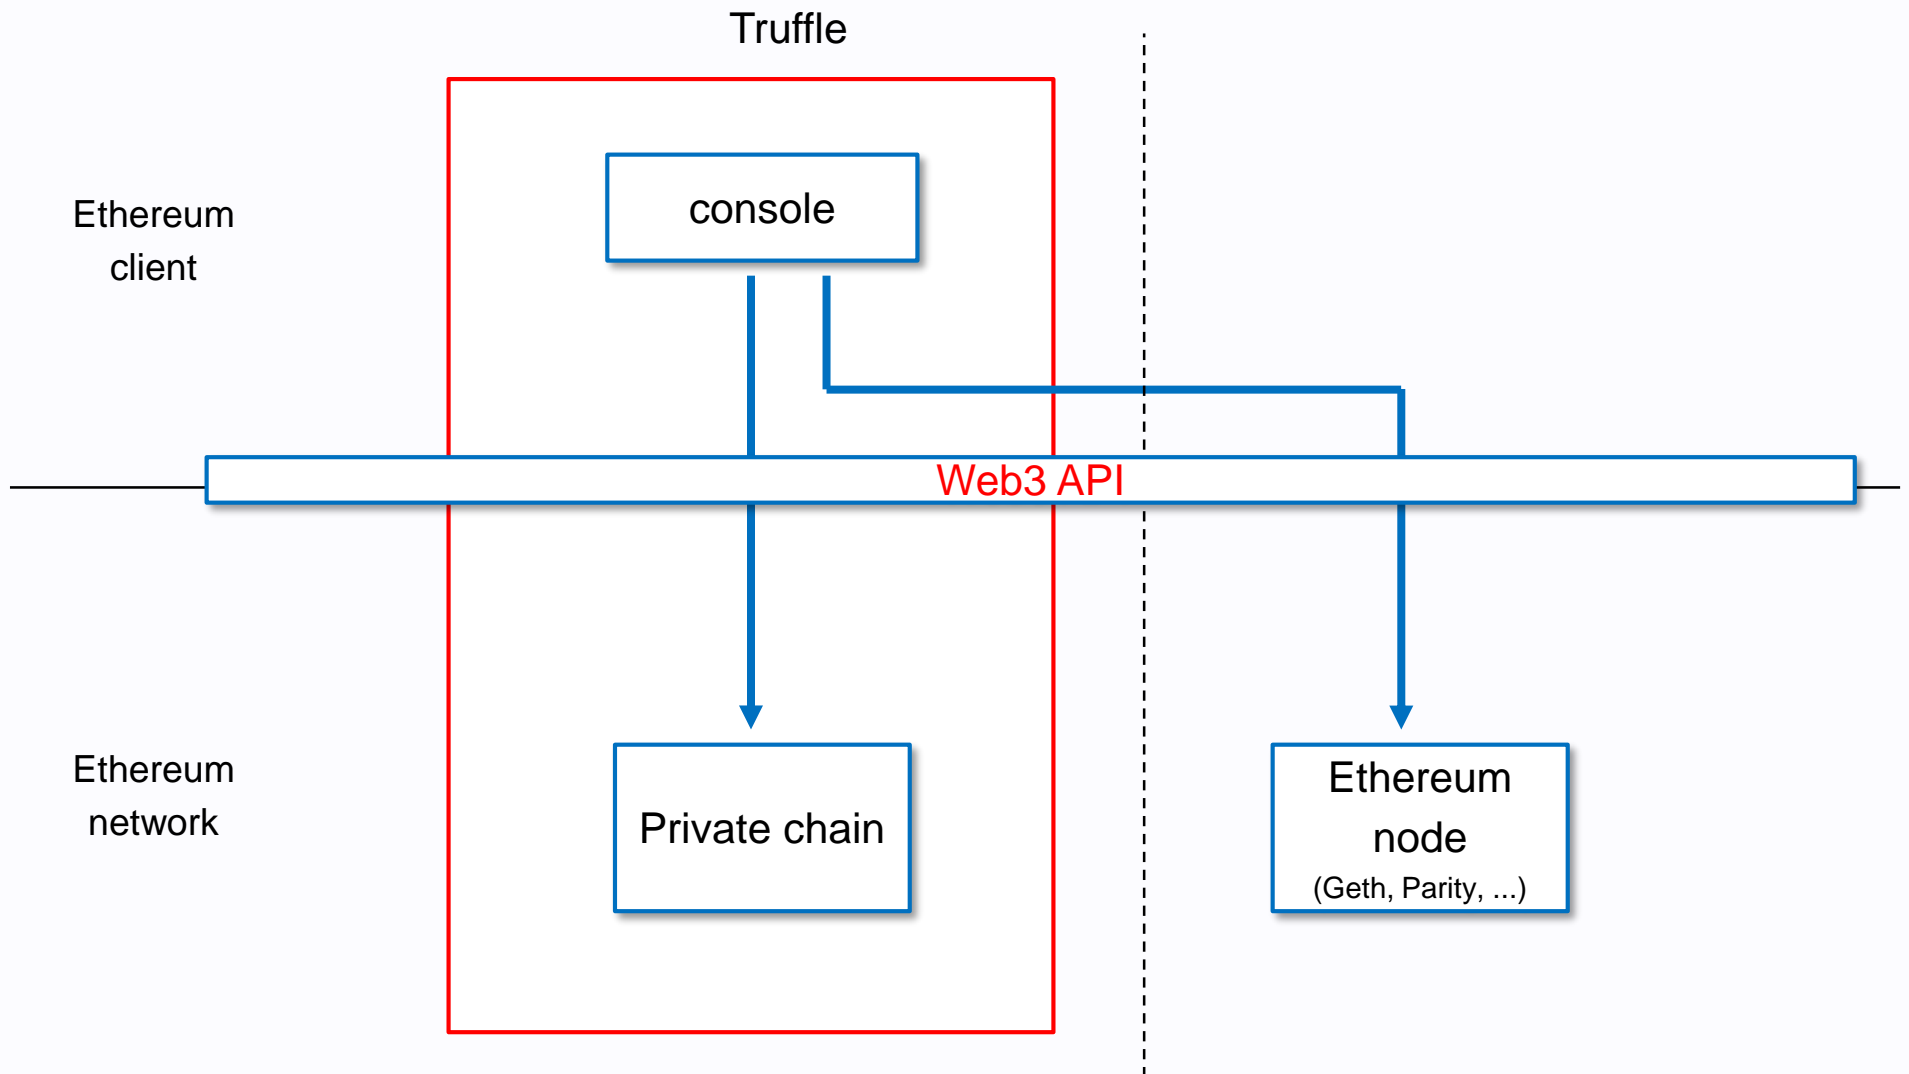 Truffle
console
Ethereum
client
Web3 API
Ethereum
network
Private chain
Ethereum
node
(Geth, Parity, ...)